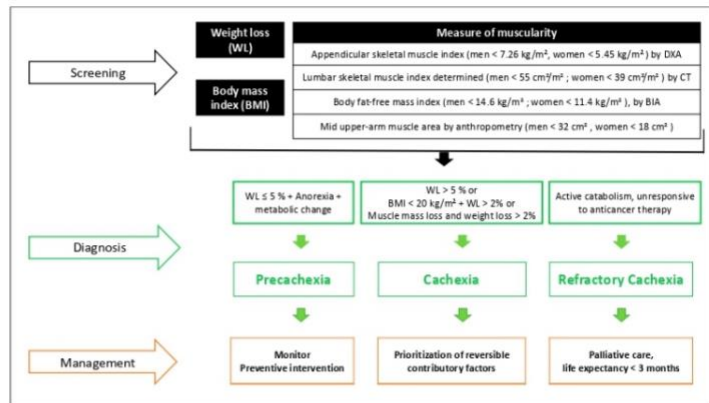 Weight loss
(WL)
Measure of muscularity
Appendicular skeletal muscle index (men < 7.26 kg/m², women < 5.45 kg/m²) by DXA
Screening
Lumbar skeletal muscle index determined (men < 55 cm²/m² ; women < 39 cm²/m² ) by CT
Body mass
index (BMI)
Body fat-free mass index (men < 14.6 kg/m² ; women < 11.4 kg/m² ), by BIA
Mid upper-arm muscle area by anthropometry (men < 32 cm² , women < 18 cm² )
WL ≤ 5 % + Anorexia +
metabolic change
WL > 5 % or
BMI < 20 kg/m² + WL > 2% or
Muscle mass loss and weight loss > 2%
Active catabolism, unresponsive
to anticancer therapy
Diagnosis
Precachexia
Cachexia
Refractory Cachexia
Management
Monitor
Preventive intervention
Prioritization of reversible
contributory factors
Palliative care,
life expectancy < 3 months